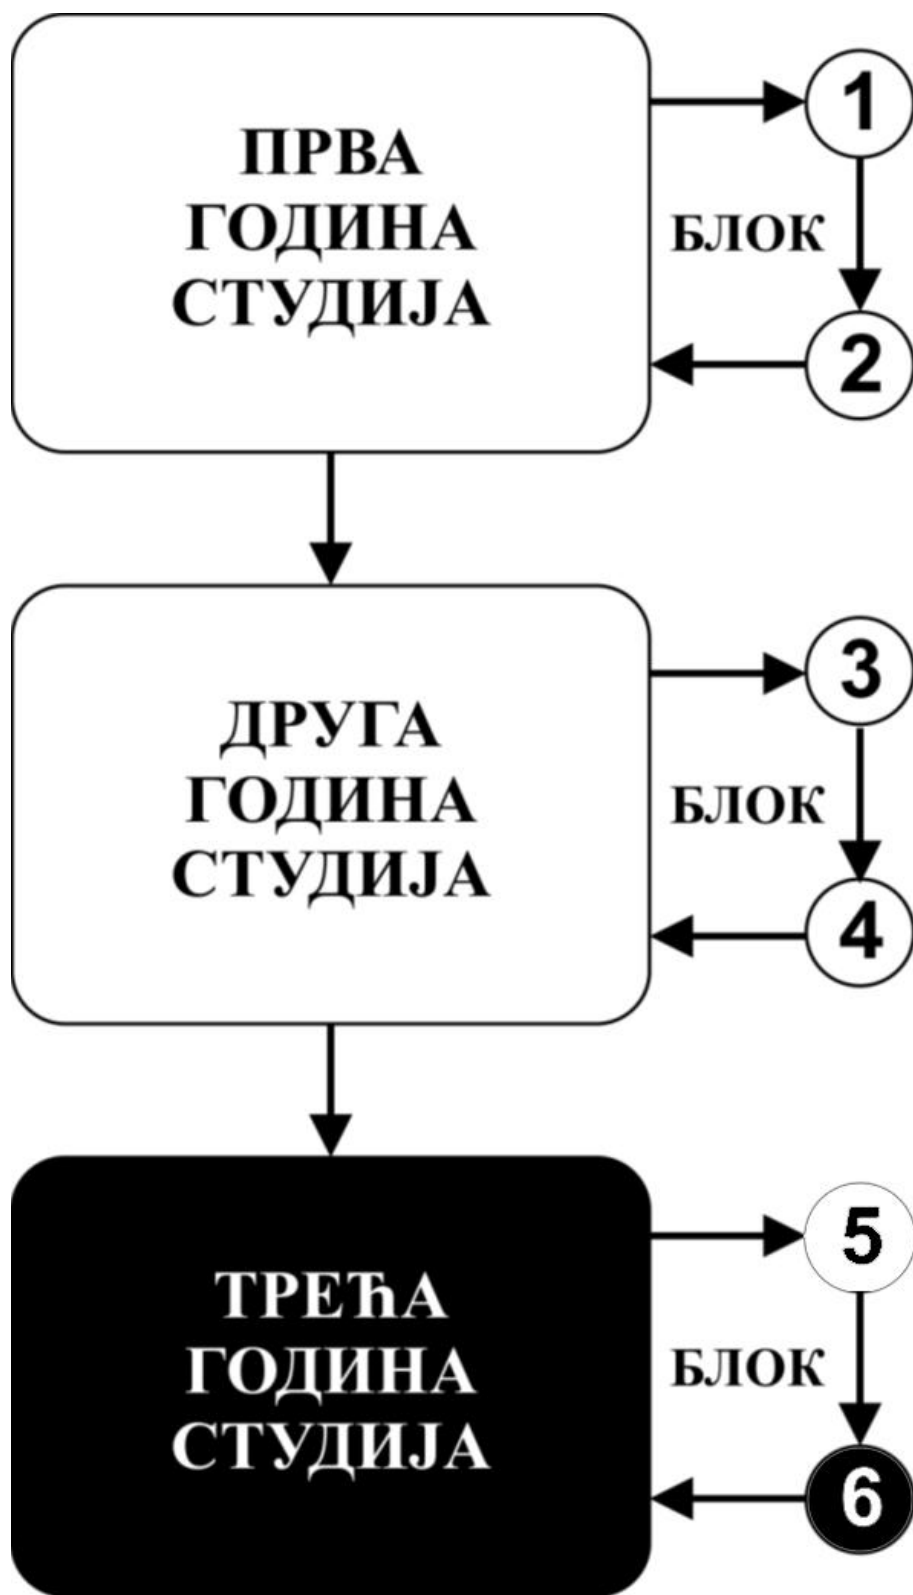 ПРВА
ГОДИНА
СТУДИЈА
1
БЛОК
2
ДРУГА
ГОДИНА
СТУДИЈА
3
БЛОК
4
ТРЕЋА
ГОДИНА
СТУДИЈА
5
БЛОК
6